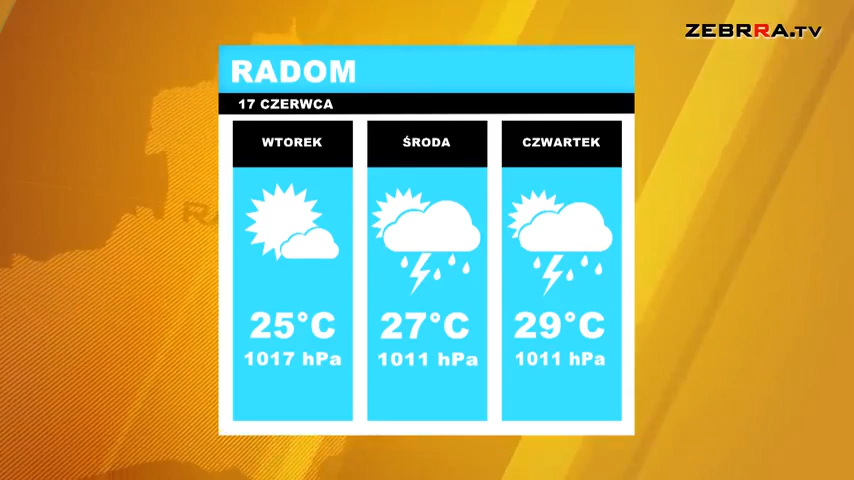 ZEBRRA.TV
RADOM
17 CZERWCA
WTOREK
ŚRODA
CZWARTEK
25°C
27°C
29°C
1017 hPa
1011 hPa
1011 hPa